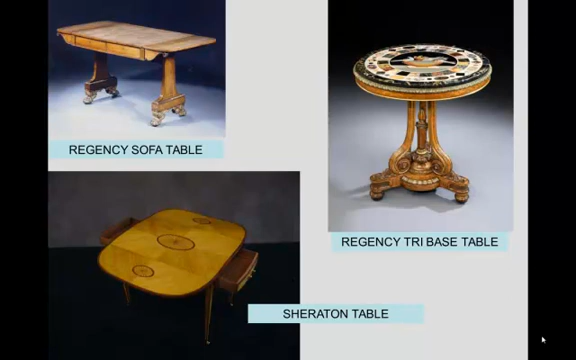 REGENCY SOFA TABLE
REGENCY TRI BASE TABLE
SHERATON TABLE